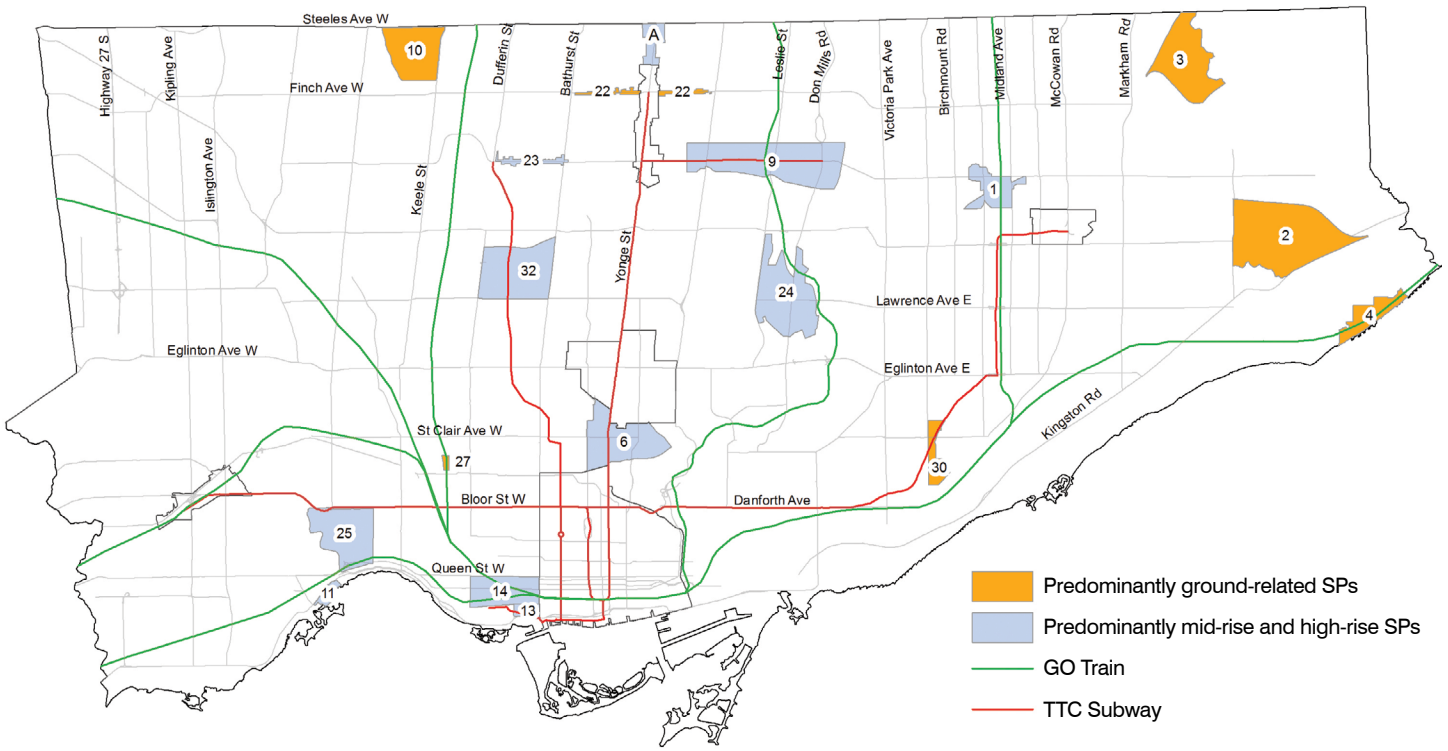 Steeles Ave W
Highway 27 S
Kipling Ave
10
Dufferin St
Bathurst St
A
Leslie St
Don Mills Rd
Victoria Park Ave
Birchmount Rd
Midland Ave
McCowan Rd
Markham Rd
3
Finch Ave W
22
22
Islington Ave
Keele St
23
9
1
Yonge St
2
32
24
Lawrence Ave E
4
Eglinton Ave W
Eglinton Ave E
Kingston Rd
St Clair Ave W
6
27
30
Bloor St W
Danforth Ave
25
Queen St W
14
11
13
Predominantly ground-related SPs
Predominantly mid-rise and high-rise SPs
GO Train
TTC Subway